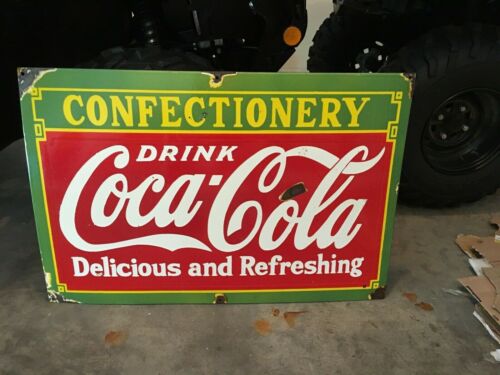 CONFECTIONERY
DRINK
Coca-Cola
Delicious and Refreshing